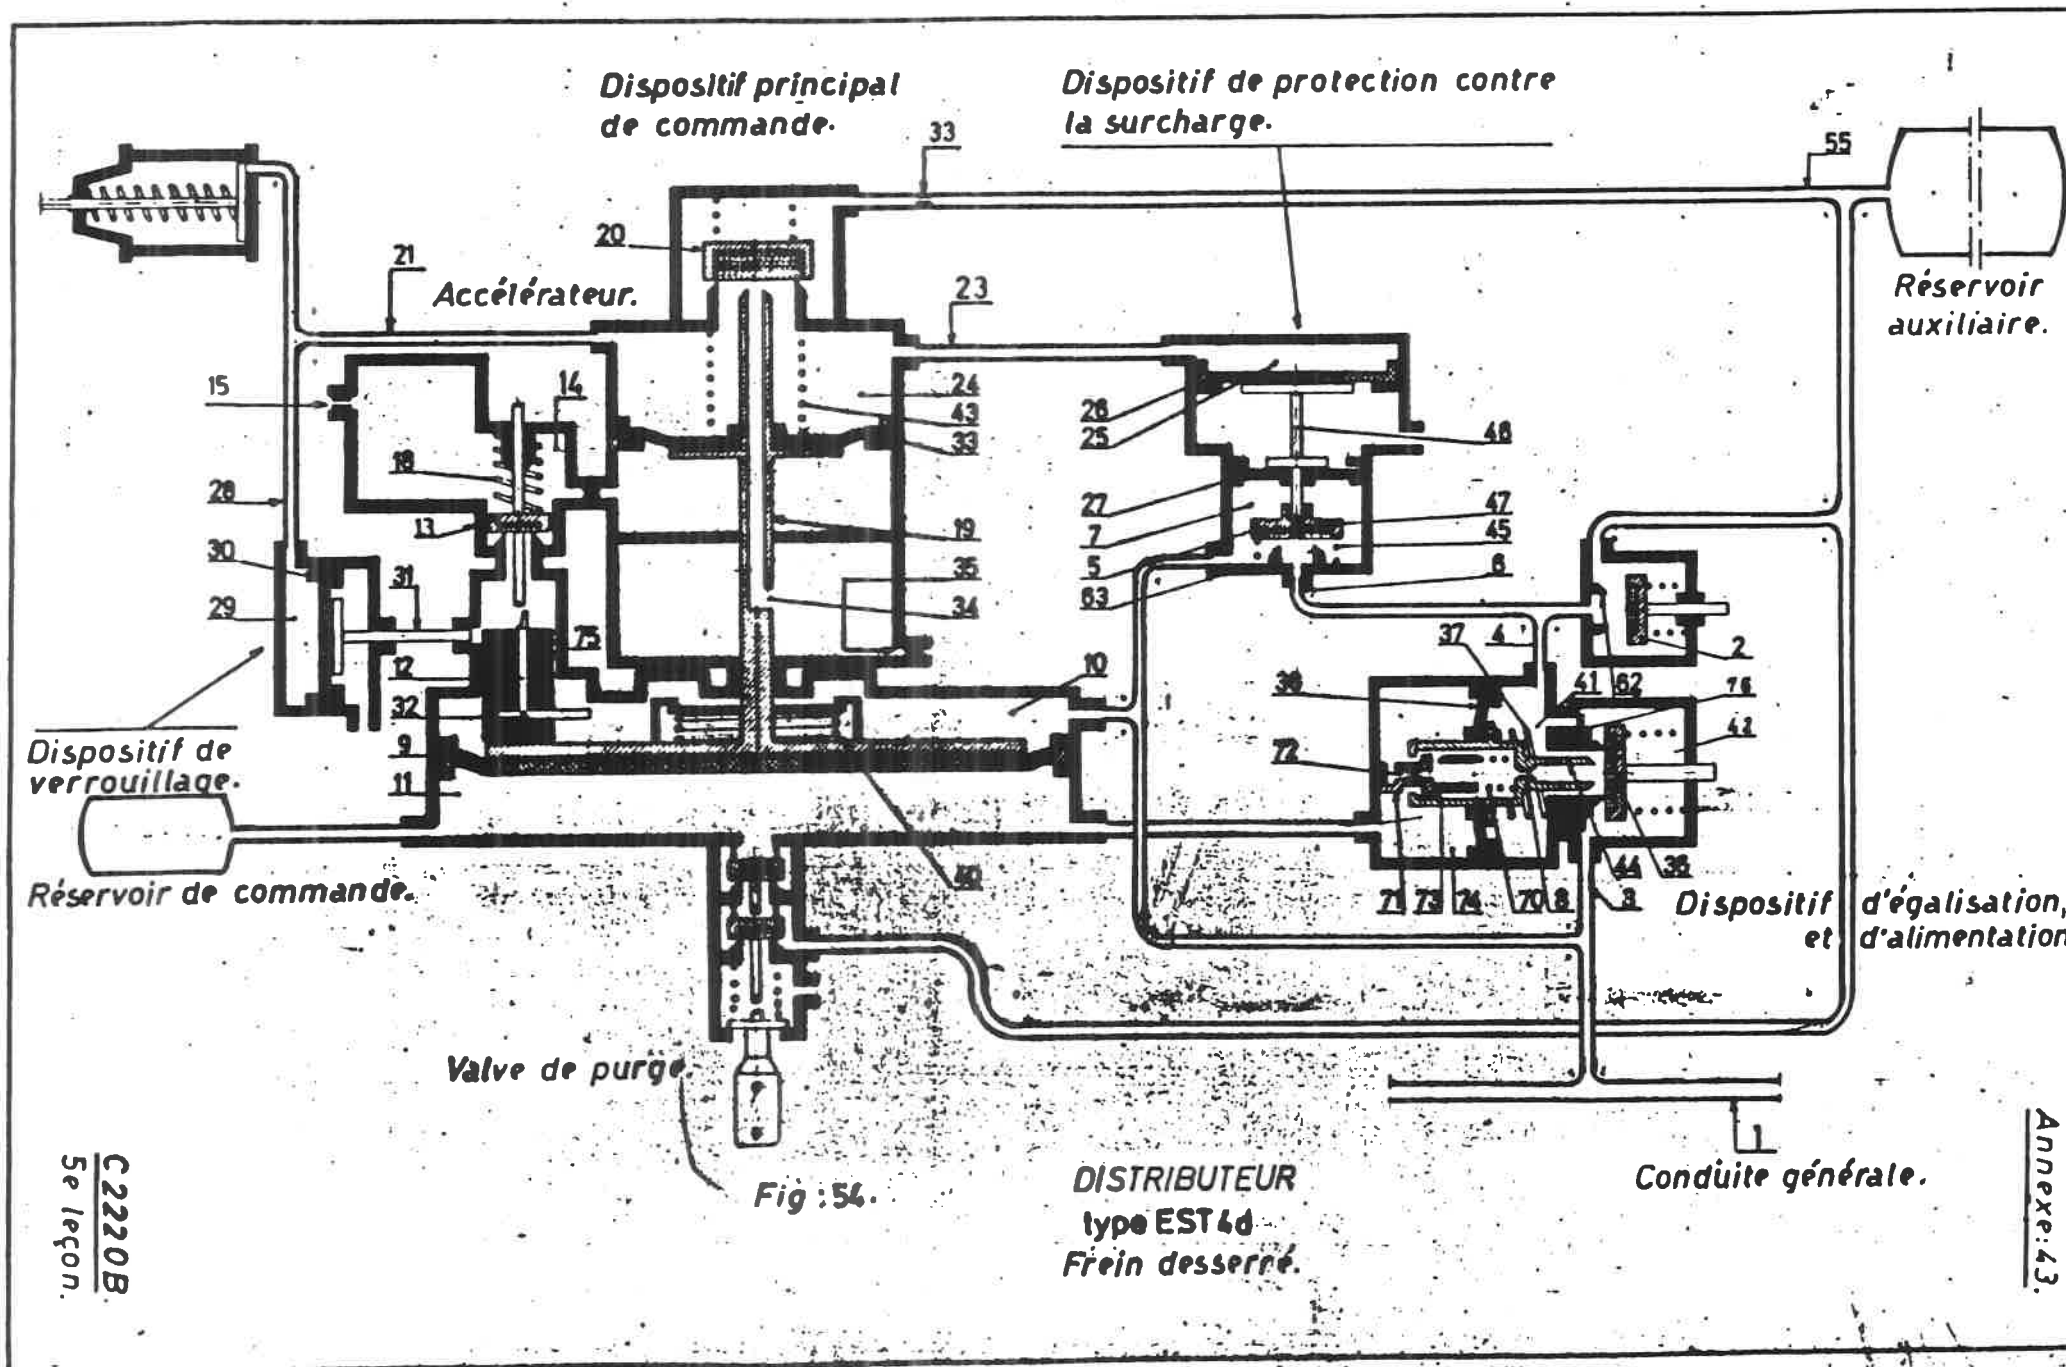 Dispositif principal
de commande.
Dispositif de protection contre
la surcharge.
33
55
20
21
Accélérateur.
23
Réservoir
auxiliaire.
15
14
24
43
33
26
25
46
18
28
27
47
13
19
7
45
30
31
35
5
6
29
34
63
75
37
4
2
12
10
36
41
62
76
32
42
Dispositif de
verrouillage.
9
72
11
40
Réservoir de commande.
71
73
74
70
8
44
3
38
Dispositif d'égalisation,
et d'alimentation
Valve de purge.
1
Conduite générale.
Fig : 54.
DISTRIBUTEUR
type EST4d
Frein desserré.
C2220B
5e leçon.
Annexe:43.